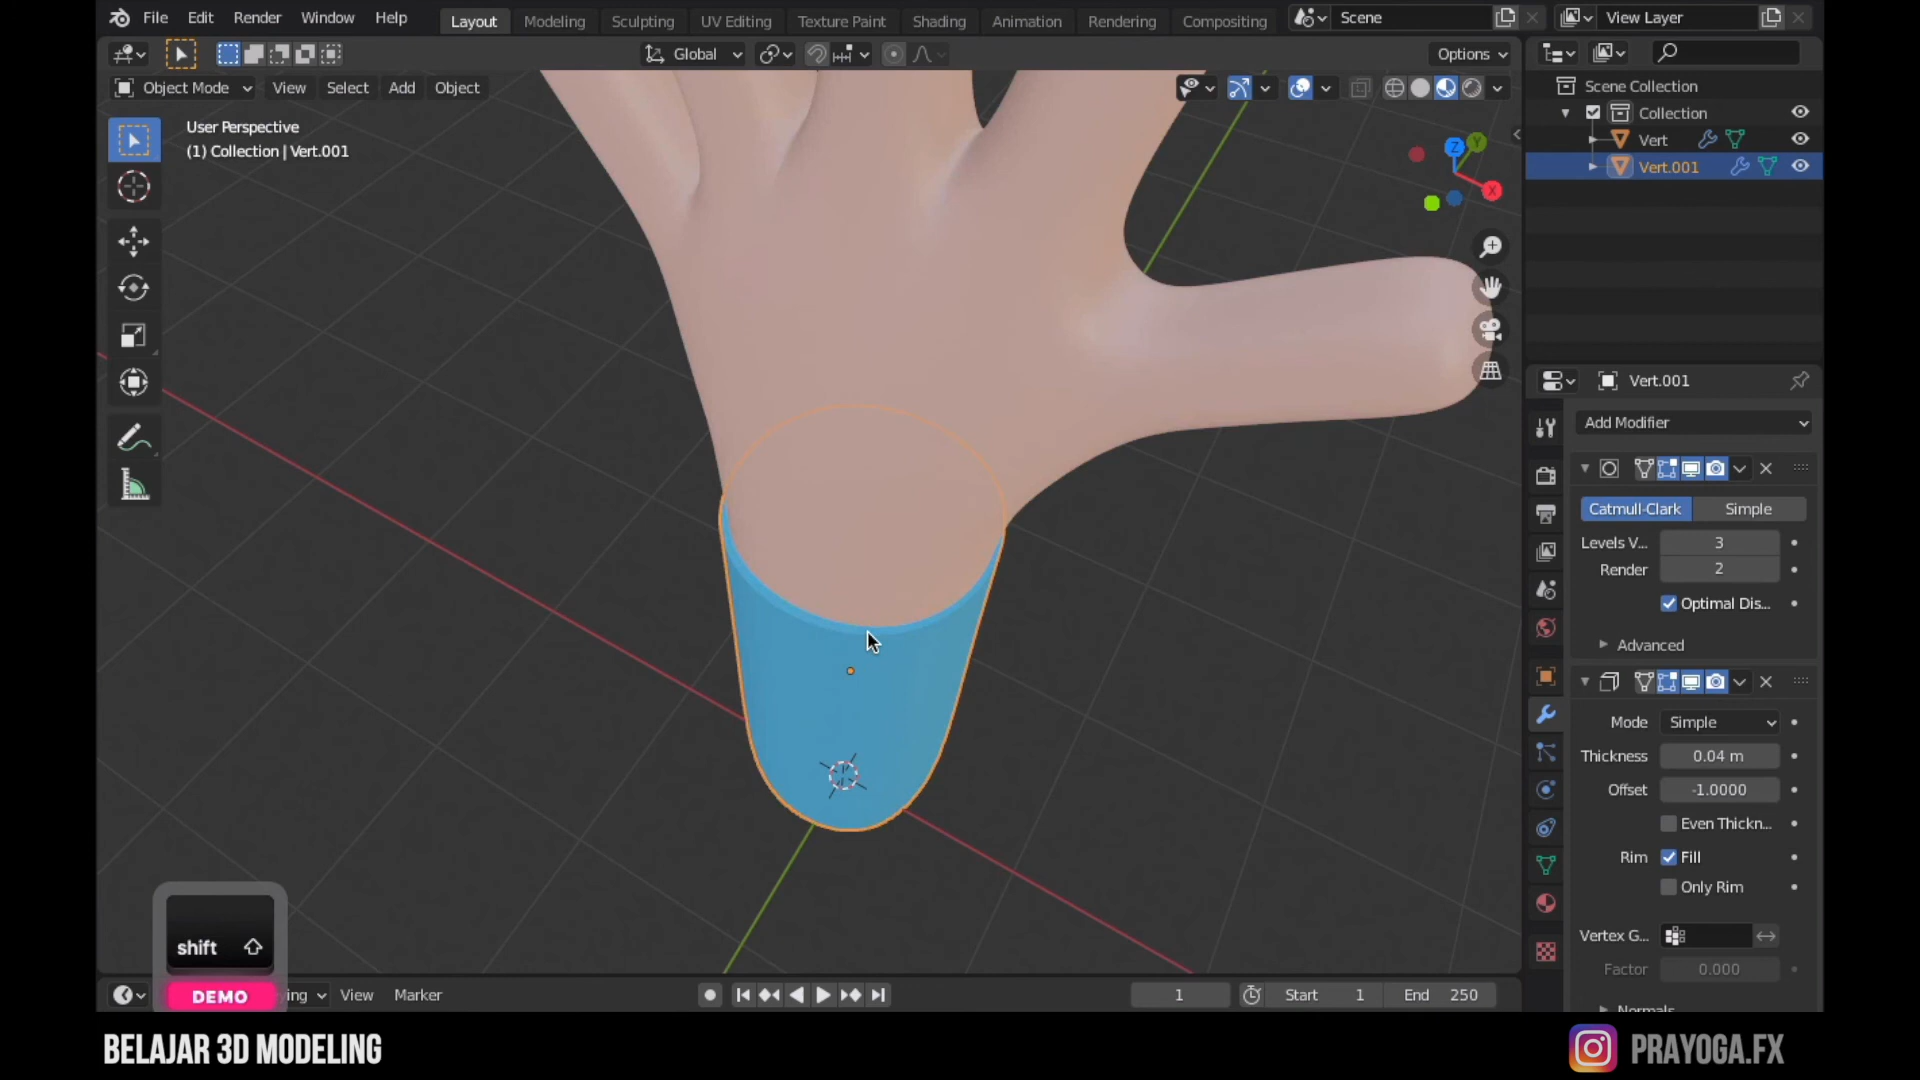 File Edit Render Window Help Layout Modeling Sculpting UV Editing Texture Paint Shading Animation Rendering Compositing Scene View Layer
Global Options
Object Mode View Select Add Object
User Perspective
(1) Collection | Vert.001
Z Y X
Scene Collection
Collection
Vert
Vert.001
Vert.001
Add Modifier
Catmull-Clark Simple
Levels V... 3
Render 2
Optimal Dis...
Advanced
Mode Simple
Thickness 0.04 m
Offset -1.0000
Even Thickn...
Rim Fill
Only Rim
Vertex G...
Factor 0.000
Normals
shift
DEMO
ing View Marker 1 Start 1 End 250
BELAJAR 3D MODELING
PRAYOGA.FX